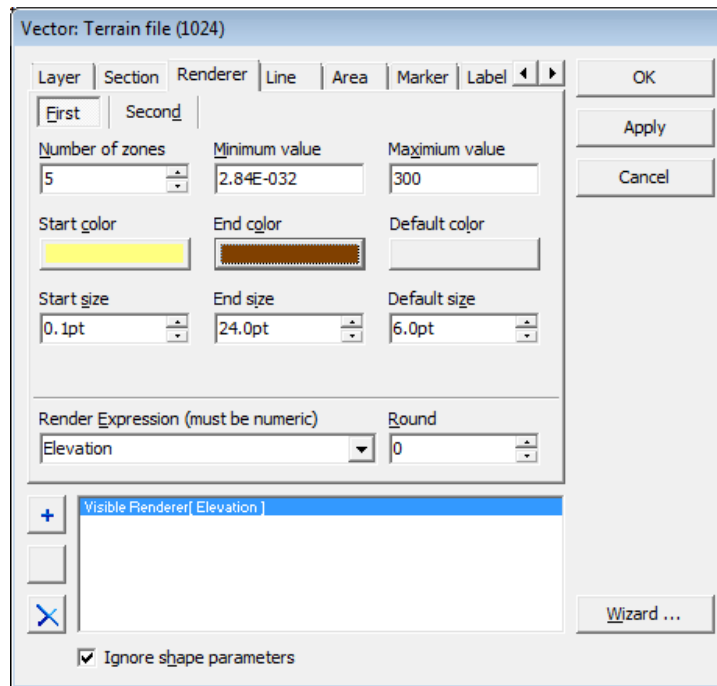 Vector: Terrain file (1024)
Layer Section Renderer Line Area Marker Label
OK
First Second
Apply
Number of zones Minimum value Maximium value
5 2.84E-032 300
Cancel
Start color End color Default color
Start size End size Default size
0.1pt 24.0pt 6.0pt
Render Expression (must be numeric) Round
Elevation 0
+
Visible Renderer[ Elevation ]
Wizard ...
Ignore shape parameters